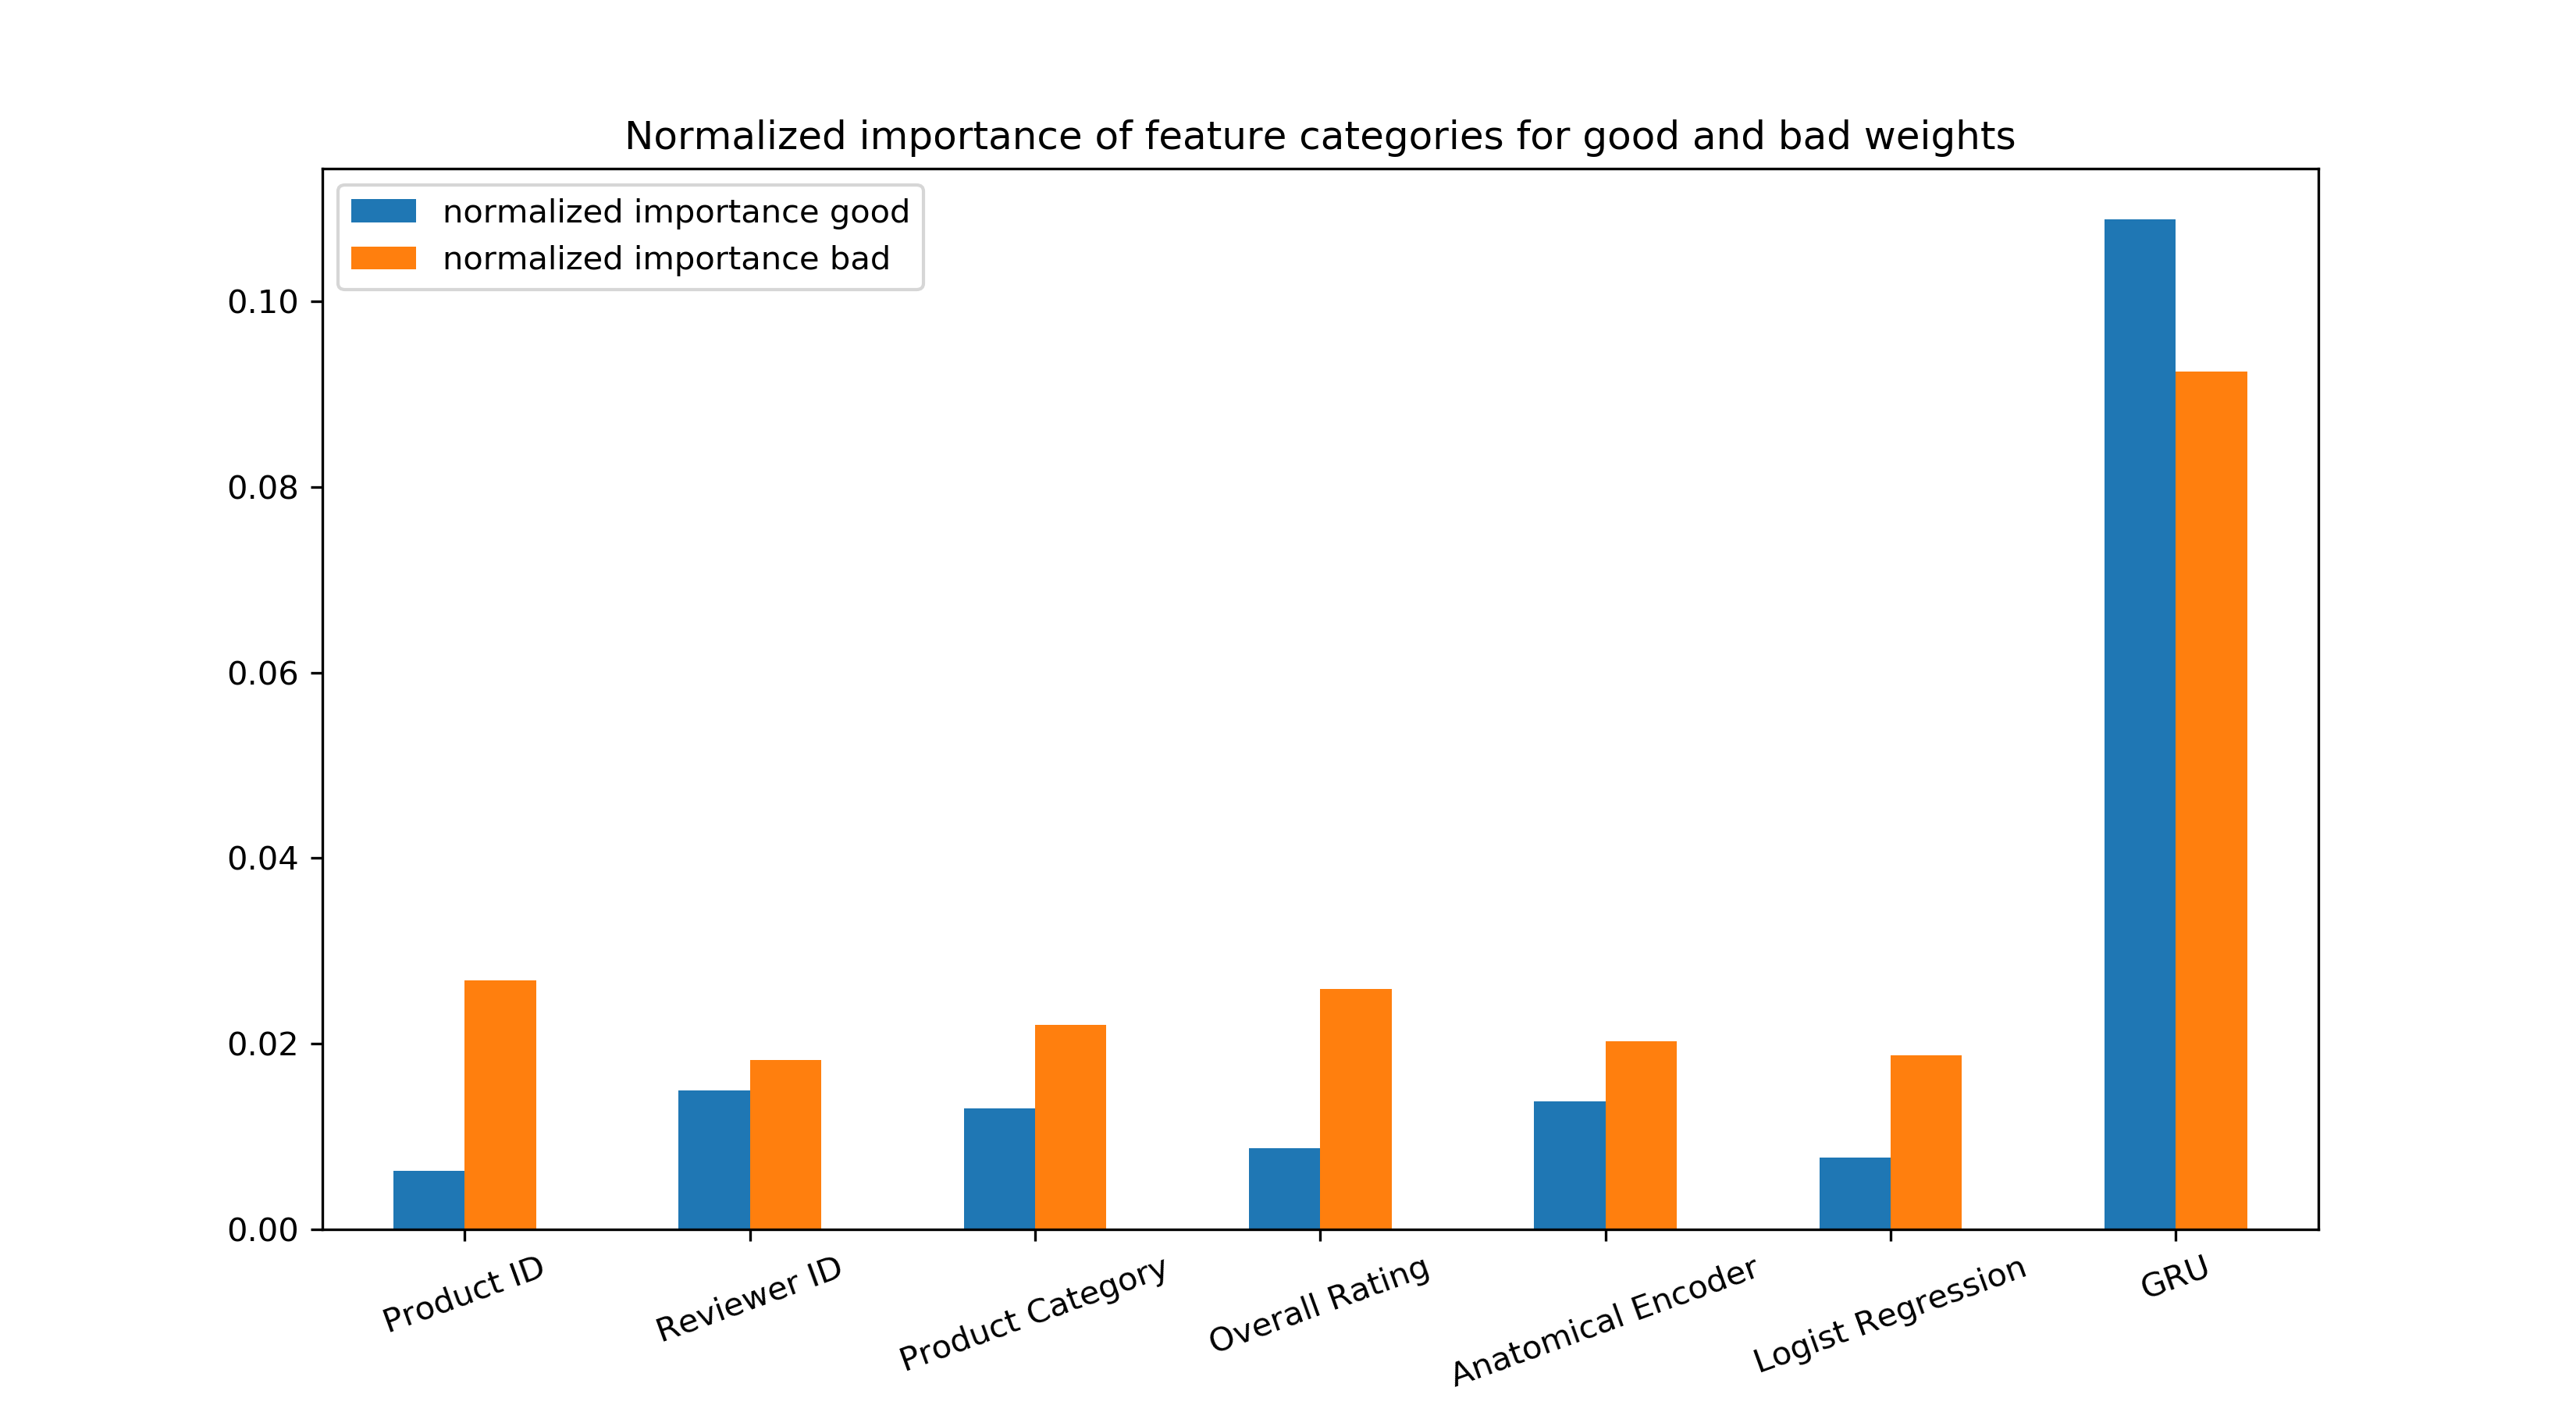 Normalized importance of feature categories for good and bad weights
normalized importance good
normalized importance bad
0.10
0.08
0.06
0.04
0.02
0.00
Product ID
Reviewer ID
Product Category
Overall Rating
Anatomical Encoder
Logist Regression
GRU